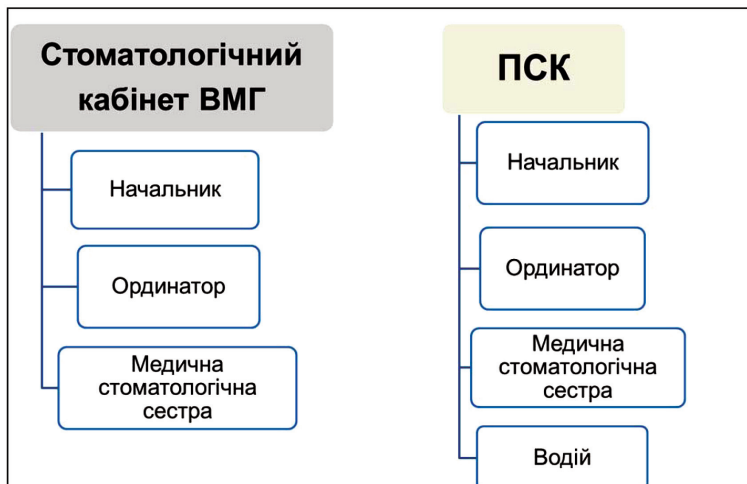 Стоматологічний
кабінет ВМГ
Начальник
Ординатор
Медична
стоматологічна
сестра
ПСК
Начальник
Ординатор
Медична
стоматологічна
сестра
Водій